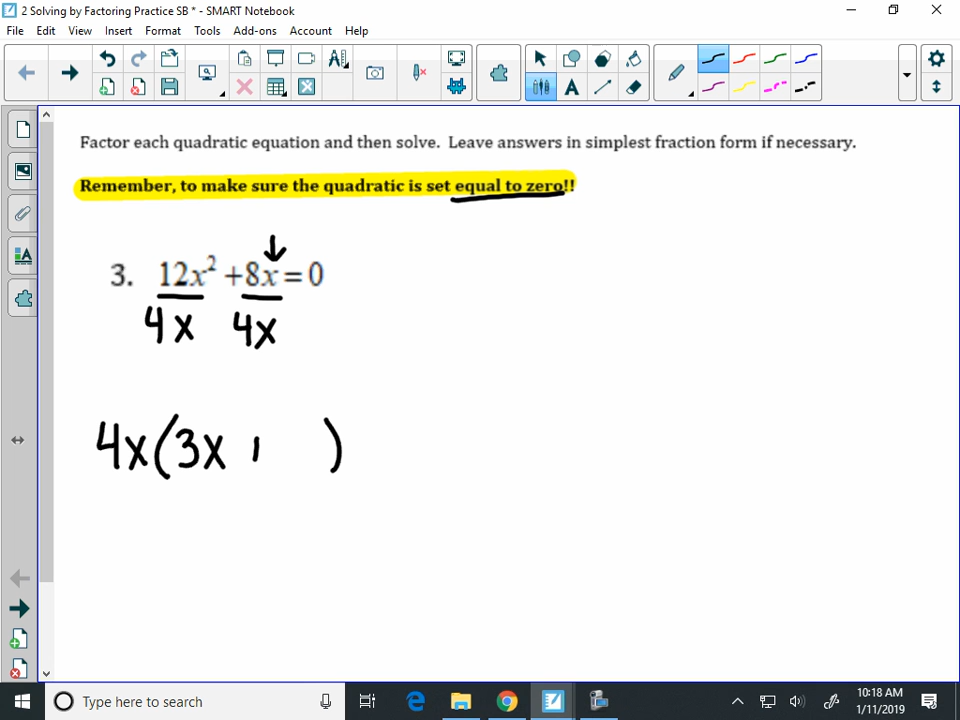 2 Solving by Factoring Practice SB * - SMART Notebook
File Edit View Insert Format Tools Add-ons Account Help
Factor each quadratic equation and then solve. Leave answers in simplest fraction form if necessary.
Remember, to make sure the quadratic is set equal to zero!!
3. 12x² + 8x = 0
4x 4x
4x(3x )
Type here to search
10:18 AM
1/11/2019